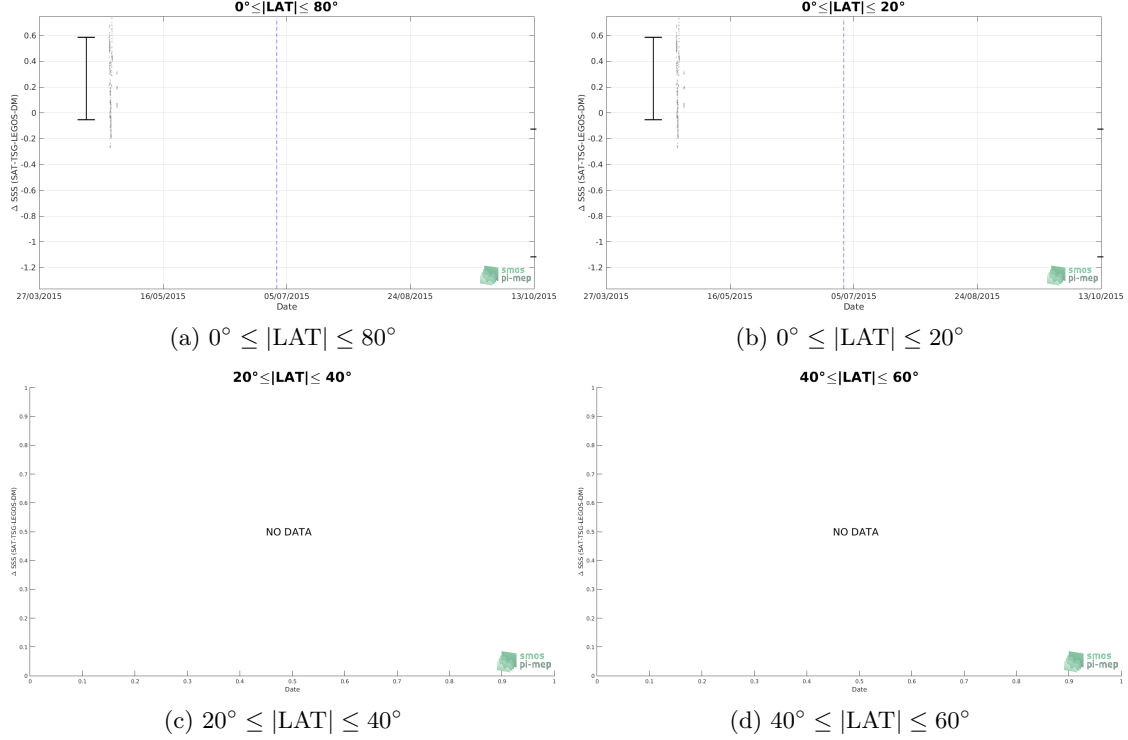 0°≤|LAT|≤ 80°
Δ SSS (SAT-TSG-LEGOS-DM)
0.6
0.4
0.2
0
-0.2
-0.4
-0.6
-0.8
-1
-1.2
27/03/2015 16/05/2015 05/07/2015 24/08/2015 13/10/2015
Date
smos
pi-mep
(a) 0° ≤ |LAT| ≤ 80°
0°≤|LAT|≤ 20°
Δ SSS (SAT-TSG-LEGOS-DM)
0.6
0.4
0.2
0
-0.2
-0.4
-0.6
-0.8
-1
-1.2
27/03/2015 16/05/2015 05/07/2015 24/08/2015 13/10/2015
Date
smos
pi-mep
(b) 0° ≤ |LAT| ≤ 20°
20°≤|LAT|≤ 40°
Δ SSS (SAT-TSG-LEGOS-DM)
1
0.9
0.8
0.7
0.6
0.5
0.4
0.3
0.2
0.1
0
NO DATA
0 0.1 0.2 0.3 0.4 0.5 0.6 0.7 0.8 0.9 1
Date
smos
pi-mep
(c) 20° ≤ |LAT| ≤ 40°
40°≤|LAT|≤ 60°
Δ SSS (SAT-TSG-LEGOS-DM)
1
0.9
0.8
0.7
0.6
0.5
0.4
0.3
0.2
0.1
0
NO DATA
0 0.1 0.2 0.3 0.4 0.5 0.6 0.7 0.8 0.9 1
Date
smos
pi-mep
(d) 40° ≤ |LAT| ≤ 60°